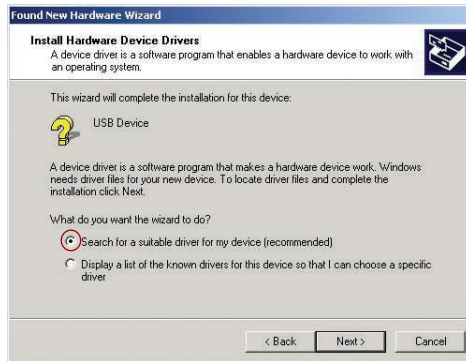 Found New Hardware Wizard
Install Hardware Device Drivers
A device driver is a software program that enables a hardware device to work with
an operating system.
This wizard will complete the installation for this device:
USB Device
A device driver is a software program that makes a hardware device work. Windows
needs driver files for your new device. To locate driver files and complete the
installation click Next.
What do you want the wizard to do?
Search for a suitable driver for my device (recommended)
Display a list of the known drivers for this device so that I can choose a specific
driver
< Back Next > Cancel